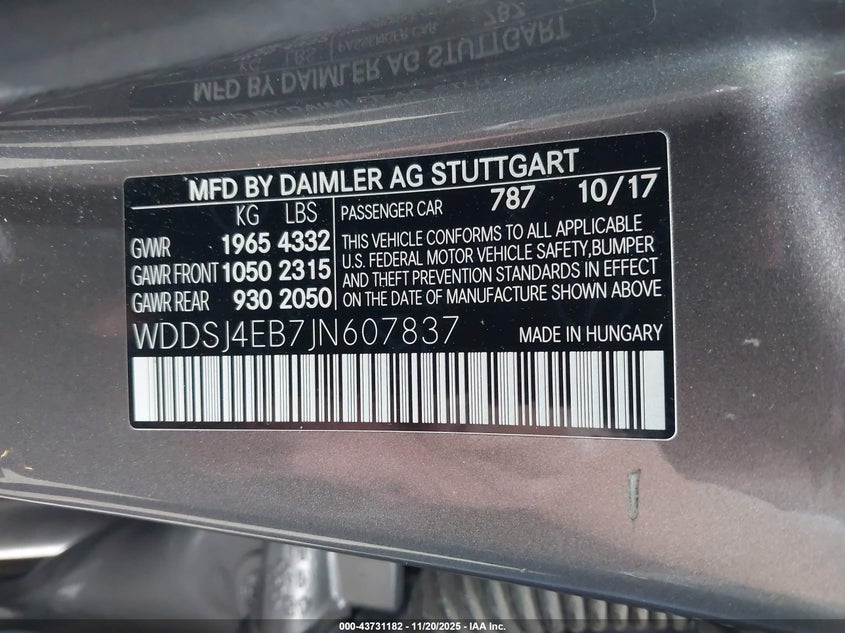 MFD BY DAIMLER AG STUTTGART
KG LBS
GVWR 1965 4332
GAWR FRONT 1050 2315
GAWR REAR 930 2050
PASSENGER CAR 787 10/17
THIS VEHICLE CONFORMS TO ALL APPLICABLE
U.S. FEDERAL MOTOR VEHICLE SAFETY,BUMPER
AND THEFT PREVENTION STANDARDS IN EFFECT
ON THE DATE OF MANUFACTURE SHOWN ABOVE
WDDSJ4EB7JN607837 MADE IN HUNGARY
000-43731182 - 11/20/2025 - IAA Inc.